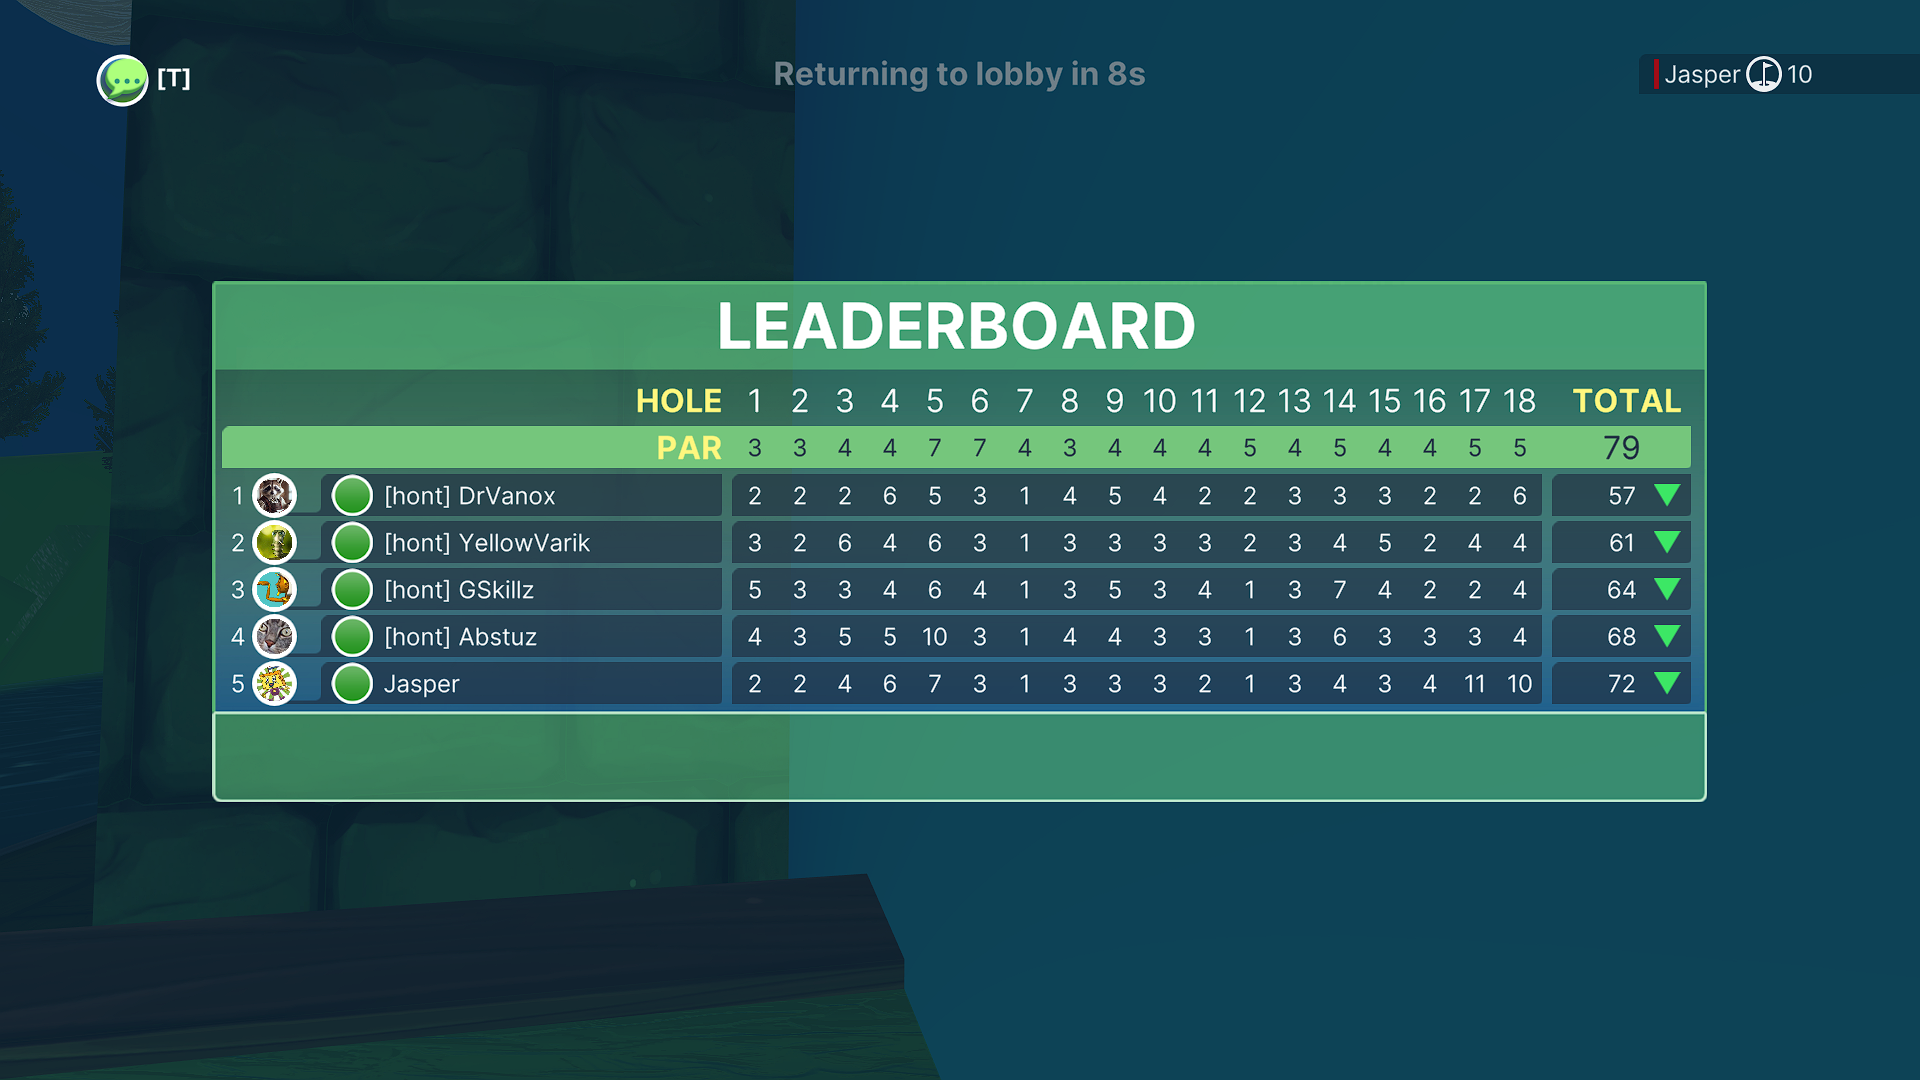 [T]
Returning to lobby in 8s
Jasper 10
LEADERBOARD
HOLE 1 2 3 4 5 6 7 8 9 10 11 12 13 14 15 16 17 18 TOTAL
PAR 3 3 4 4 7 7 4 3 4 4 4 5 4 5 4 4 5 5 79
1 [hont] DrVanox 2 2 2 6 5 3 1 4 5 4 2 2 3 3 3 2 2 6 57
2 [hont] YellowVarik 3 2 6 4 6 3 1 3 3 3 3 2 3 4 5 2 4 4 61
3 [hont] GSkillz 5 3 3 4 6 4 1 3 5 3 4 1 3 7 4 2 2 4 64
4 [hont] Abstuz 4 3 5 5 10 3 1 4 4 3 3 1 3 6 3 3 3 4 68
5 Jasper 2 2 4 6 7 3 1 3 3 3 2 1 3 4 3 4 11 10 72